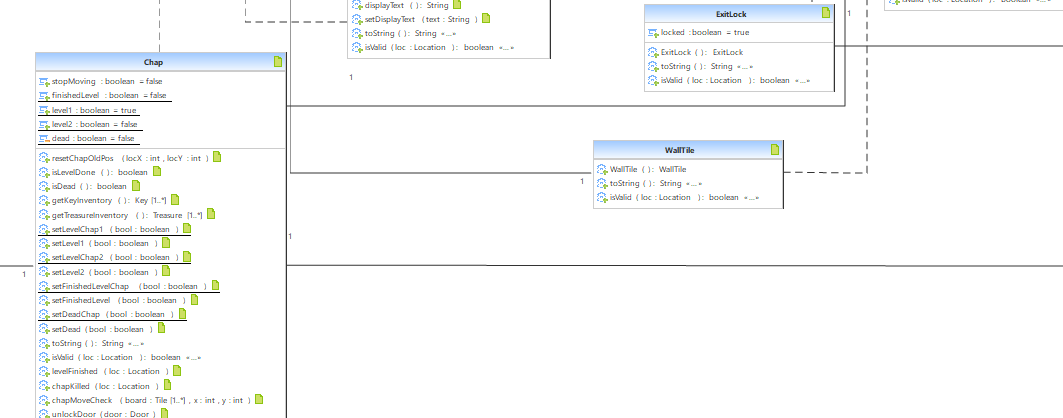 displayText ( ): String
setDisplayText (text : String )
toString ( ): String «...»
isValid (loc : Location ): boolean «...»
1
ExitLock
locked :boolean = true
ExitLock ( ): ExitLock
toString ( ): String «...»
isValid (loc : Location ): boolean «...»
1
isValid (loc : Location ): boolean «...»
Chap
stopMoving : boolean = false
finishedLevel : boolean = false
level1 : boolean = true
level2 : boolean = false
dead : boolean = false
resetChapOldPos (locX : int , locY : int )
isLevelDone ( ): boolean
isDead ( ): boolean
getKeyInventory ( ): Key [1..*]
getTreasureInventory ( ): Treasure [1..*]
setLevelChap1 (bool : boolean )
setLevel1 (bool : boolean )
setLevelChap2 (bool : boolean )
setLevel2 (bool : boolean )
setFinishedLevelChap (bool : boolean )
setFinishedLevel (bool : boolean )
setDeadChap (bool : boolean )
setDead (bool : boolean )
toString ( ): String «...»
isValid (loc : Location ): boolean «...»
levelFinished (loc : Location )
chapKilled (loc : Location )
chapMoveCheck (board : Tile [1..*] , x : int , y : int )
unlockDoor (door : Door )
1
1
WallTile
WallTile ( ): WallTile
toString ( ): String «...»
isValid (loc : Location ): boolean «...»
1